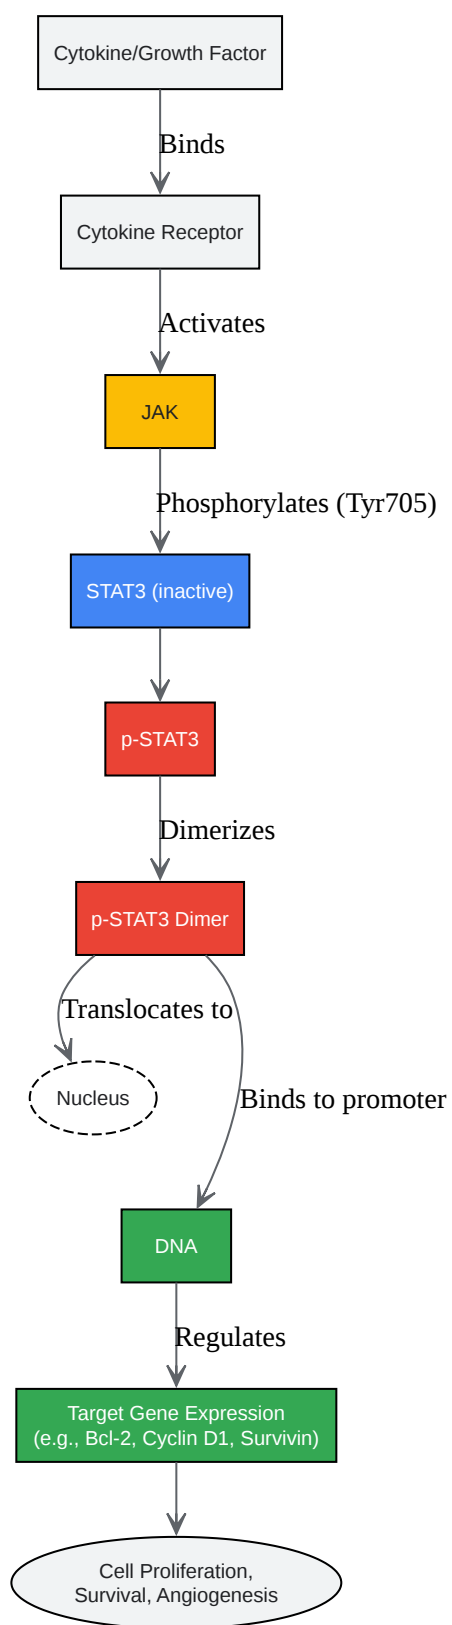 Cytokine/Growth Factor
Binds
Cytokine Receptor
Activates
JAK
Phosphorylates (Tyr705)
STAT3 (inactive)
p-STAT3
Dimerizes
p-STAT3 Dimer
Translocates to
Nucleus
Binds to promoter
DNA
Regulates
Target Gene Expression
(e.g., Bcl-2, Cyclin D1, Survivin)
Cell Proliferation,
Survival, Angiogenesis